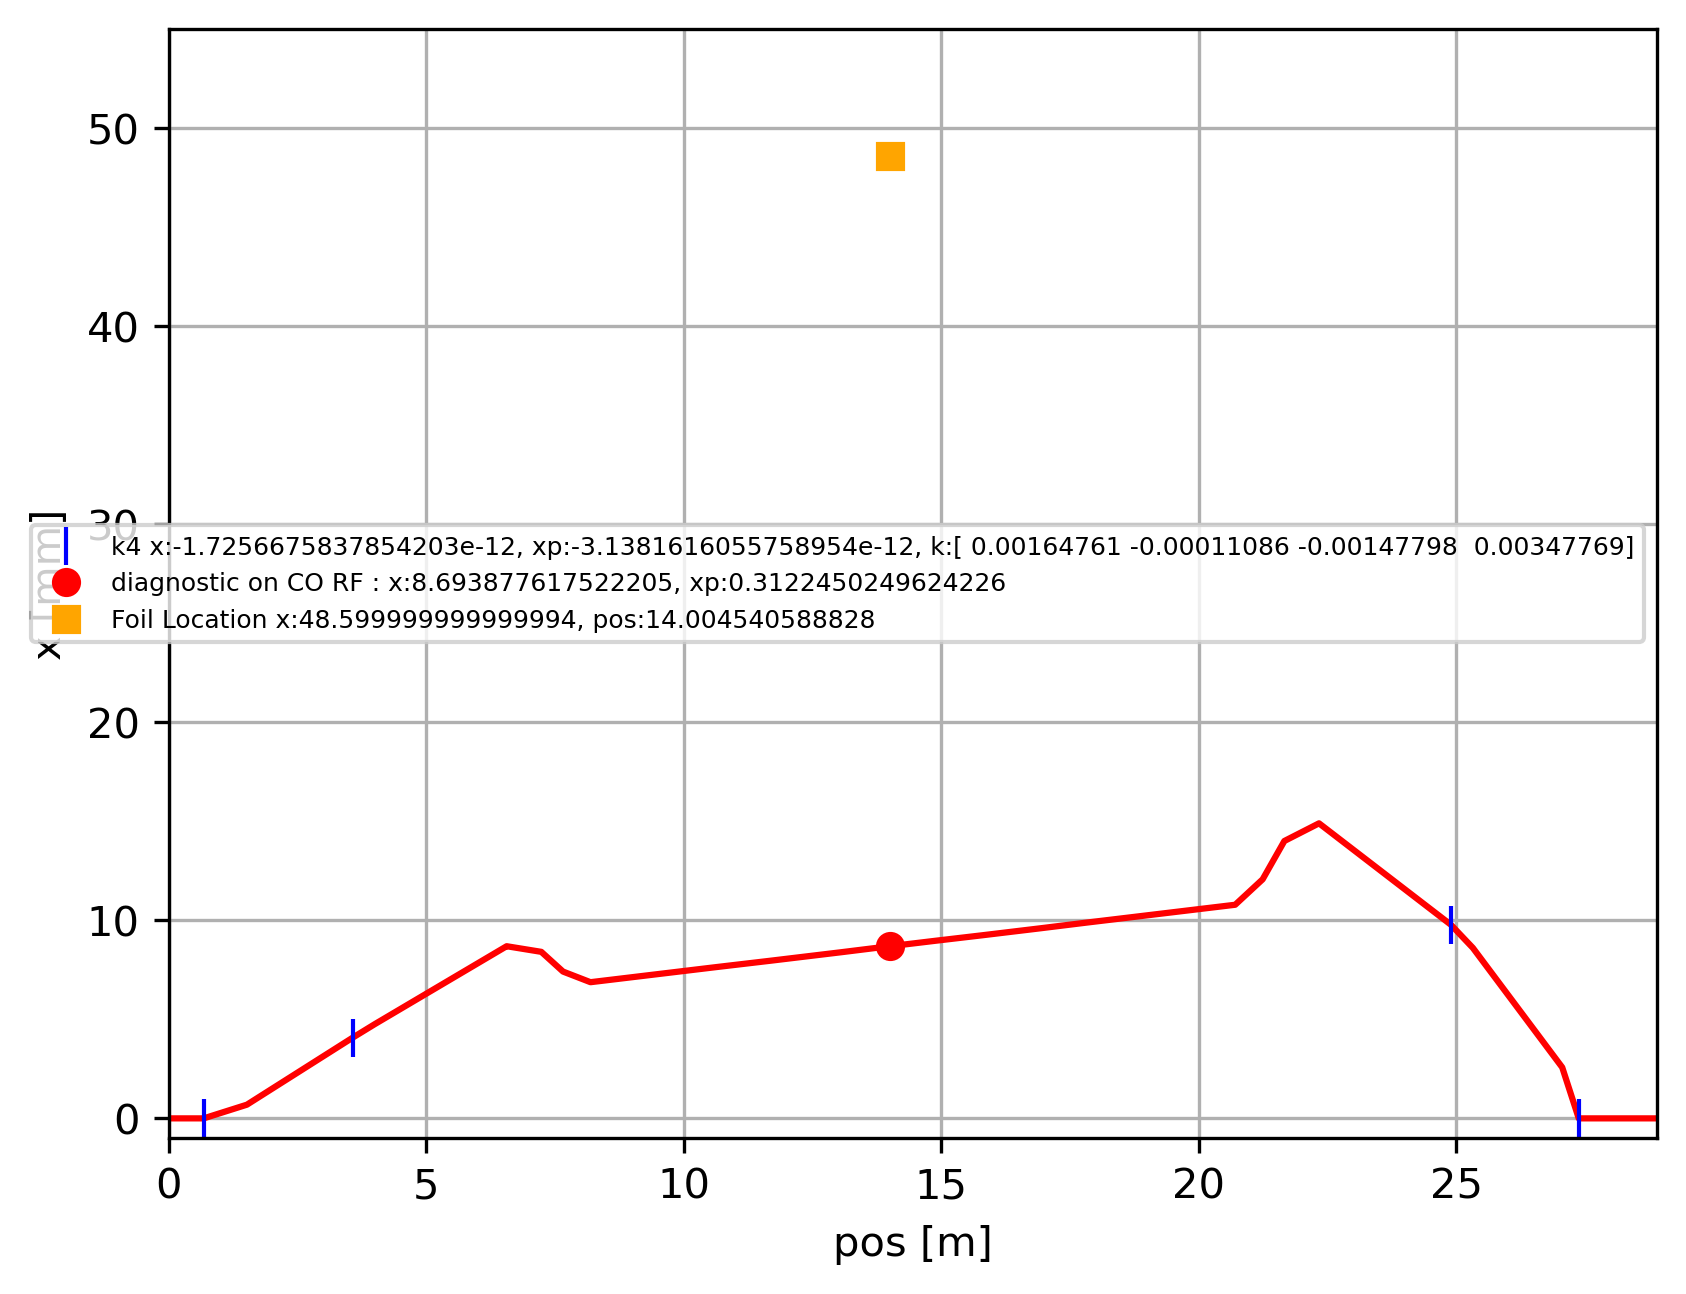 50
40
30
k4 x:-1.7256675837854203e-12, xp:-3.1381616055758954e-12, k:[ 0.00164761 -0.00011086 -0.00147798  0.00347769]
diagnostic on CO RF : x:8.693877617522205, xp:0.3122450249624226
Foil Location x:48.599999999999994, pos:14.004540588828
x [mm]
20
10
0
0 5 10 15 20 25
pos [m]